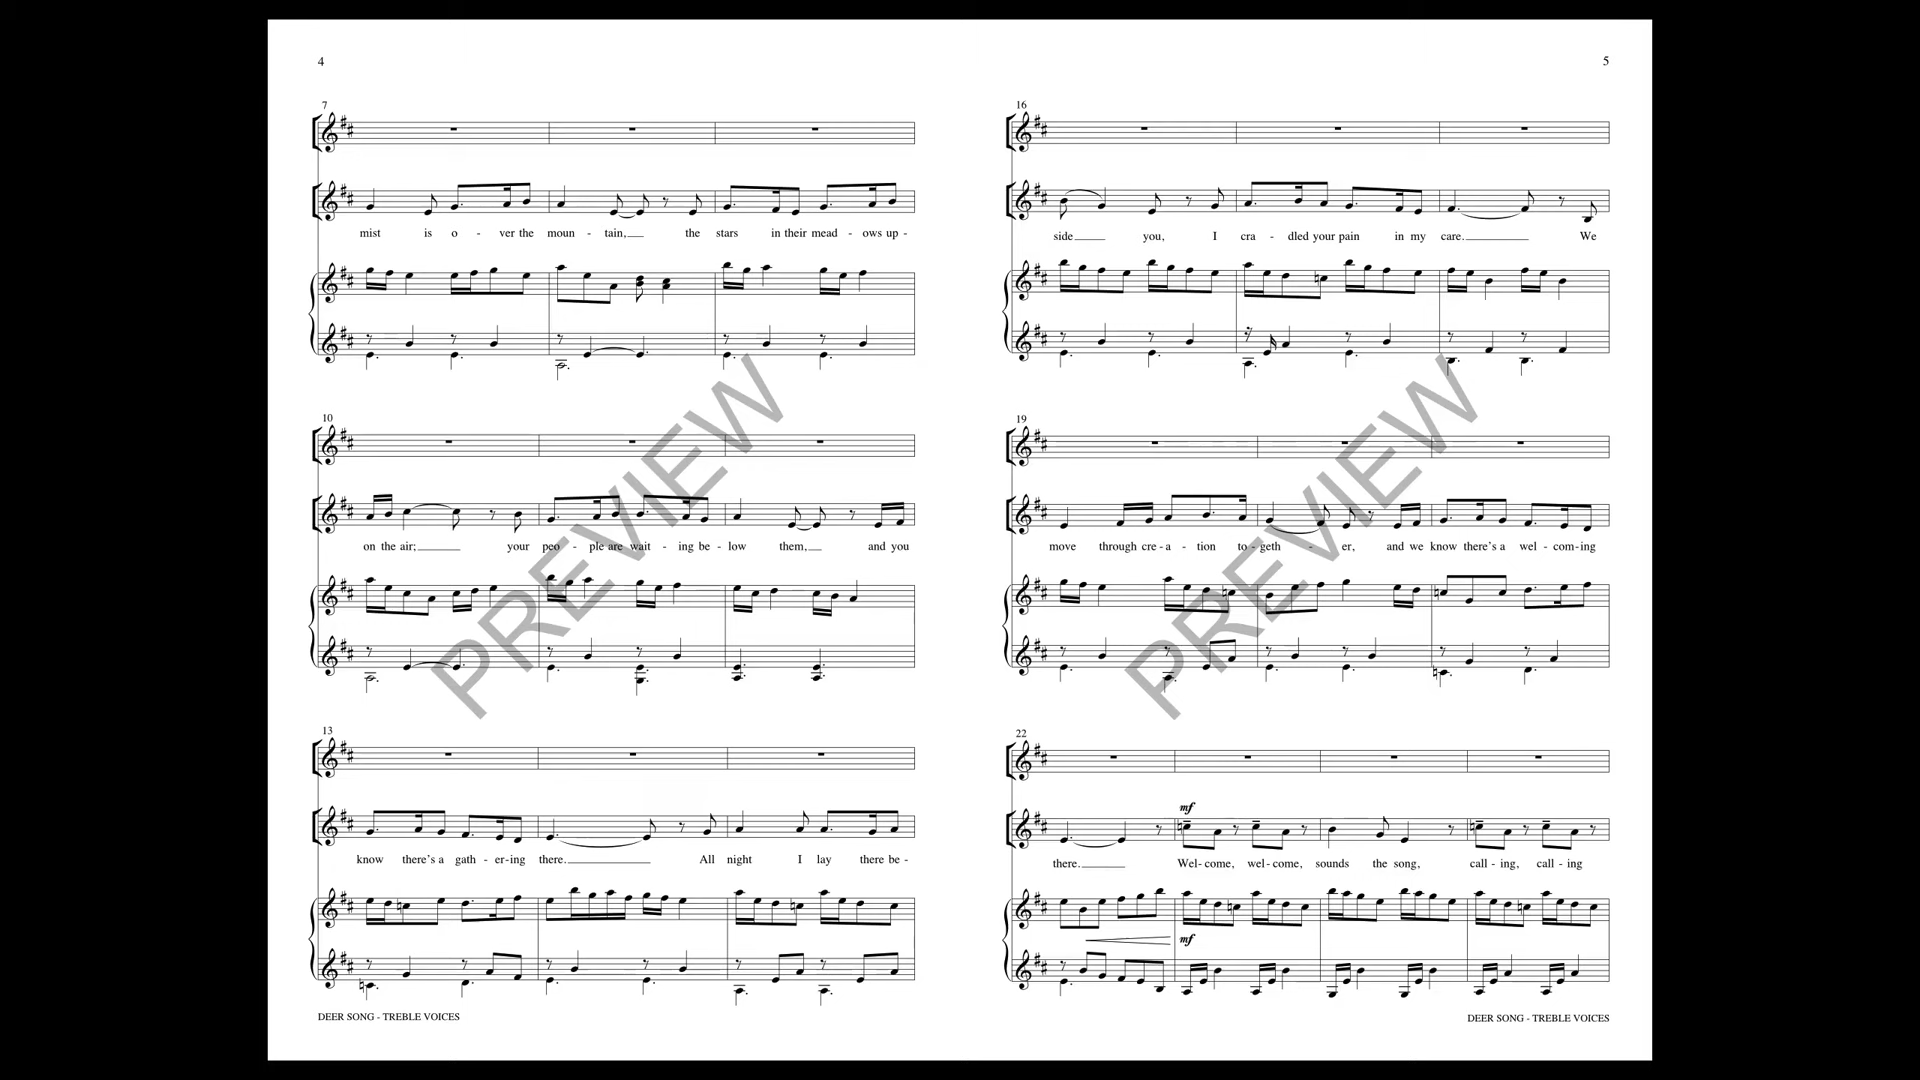 4
7
mist is o - ver the moun - tain, the stars in their mead - ows up -
10
on the air; your peo - ple are wait - ing be - low them, and you
13
know there's a gath - er-ing there. All night I lay there be -
DEER SONG - TREBLE VOICES
PREVIEW
5
16
side you, I cra - dled your pain in my care. We
19
move through cre - a - tion to - geth - er, and we know there's a wel - com-ing
22
mf
there. Wel- come, wel - come, sounds the song, call - ing, call - ing
mf
DEER SONG - TREBLE VOICES
PREVIEW